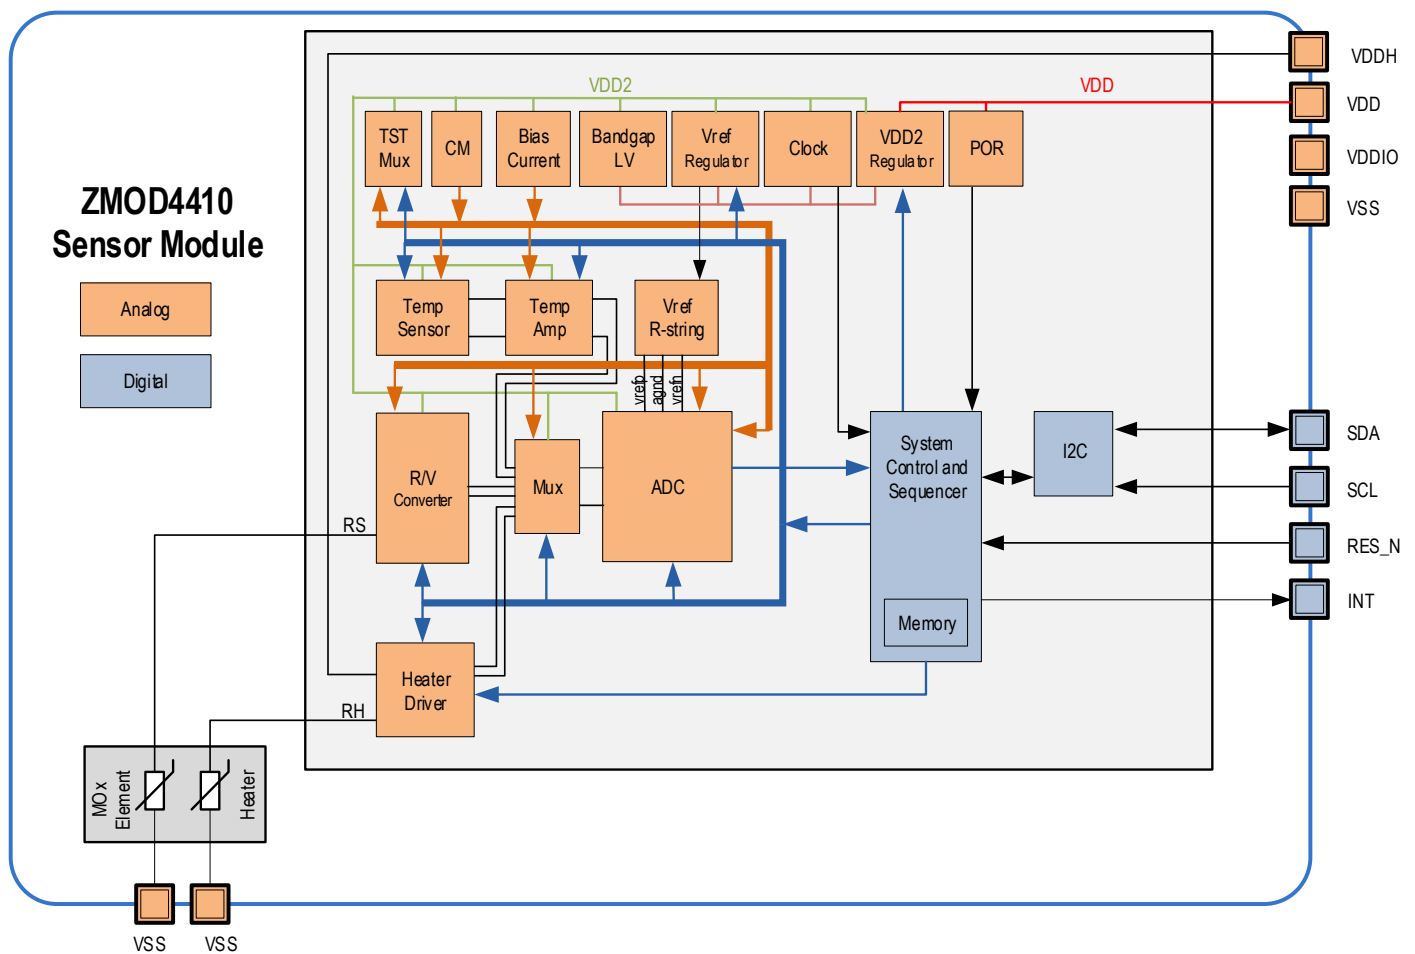 VDDH
VDD2
VDD
VDD
TST
Mux
CM
Bias
Current
Bandgap
LV
Vref
Regulator
Clock
VDD2
Regulator
POR
VDDIO
VSS
ZMOD4410
Sensor Module
Analog
Digital
Temp
Sensor
Temp
Amp
Vref
R-string
vrefp
agnd
vrefn
R/V
Converter
Mux
ADC
System
Control and
Sequencer
Memory
I2C
SDA
SCL
RES_N
INT
RS
Heater
Driver
RH
MOx
Element
Heater
VSS
VSS